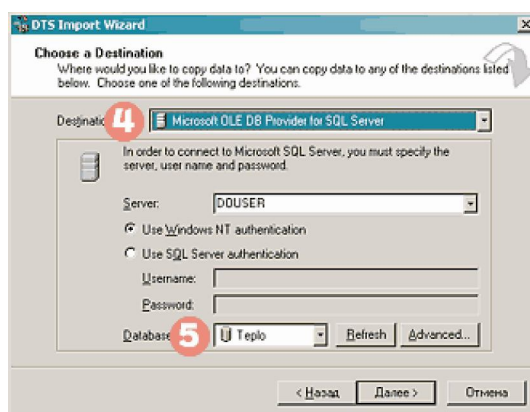 DTS Import Wizard
Choose a Destination
Where would you like to copy data to? You can copy data to any of the destinations listed
below. Choose one of the following destinations.
Destinatio 4 Microsoft OLE DB Provider for SQL Server
In order to connect to Microsoft SQL Server, you must specify the
server, user name and password.
Server: DOUSER
Use Windows NT authentication
Use SQL Server authentication
Username:
Password:
Database 5 Teplo Refresh Advanced...
< Назад Далее > Отмена